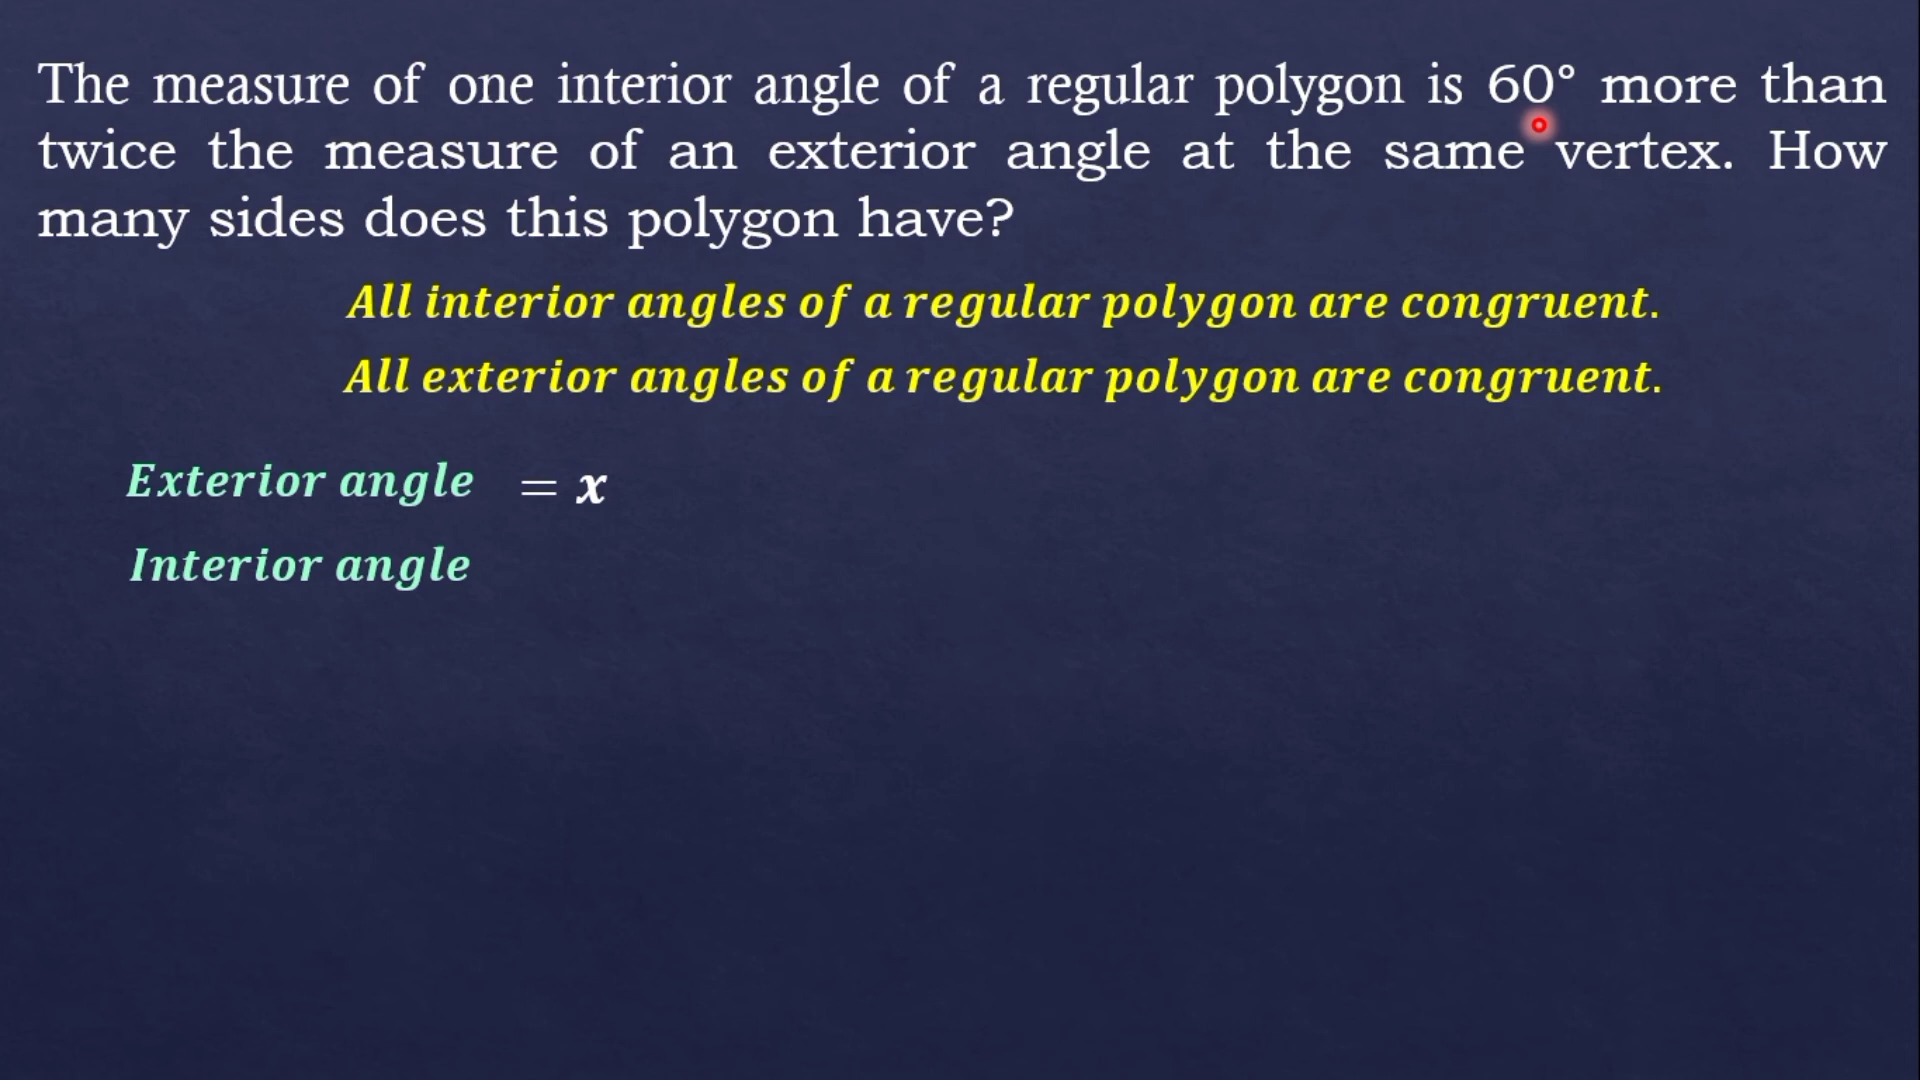 The measure of one interior angle of a regular polygon is 60° more than
twice the measure of an exterior angle at the same vertex. How
many sides does this polygon have?
All interior angles of a regular polygon are congruent.
All exterior angles of a regular polygon are congruent.
Exterior angle = x
Interior angle